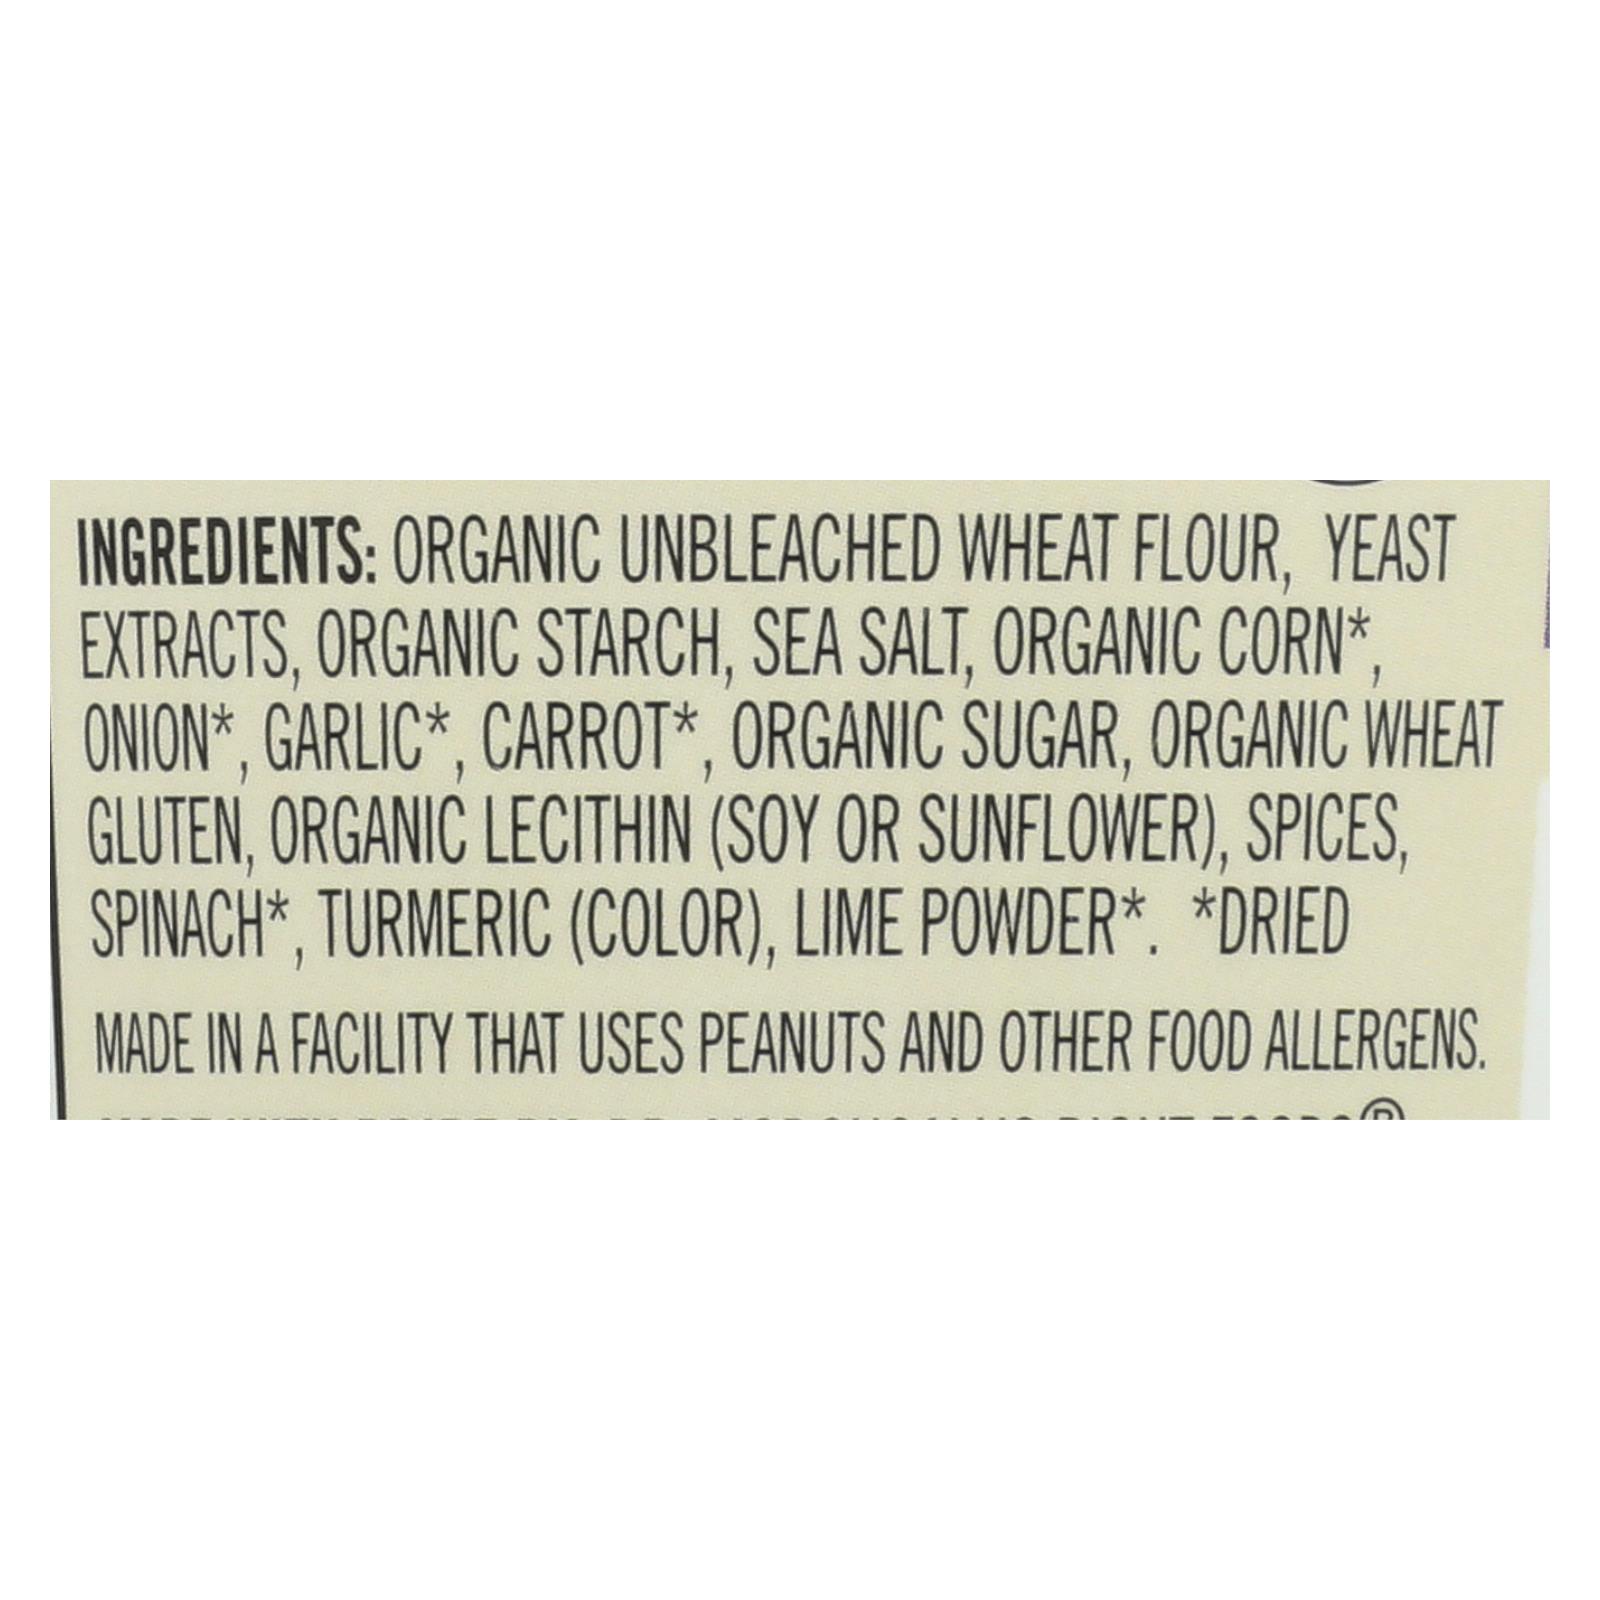 INGREDIENTS: ORGANIC UNBLEACHED WHEAT FLOUR, YEAST
EXTRACTS, ORGANIC STARCH, SEA SALT, ORGANIC CORN*,
ONION*, GARLIC*, CARROT*, ORGANIC SUGAR, ORGANIC WHEAT
GLUTEN, ORGANIC LECITHIN (SOY OR SUNFLOWER), SPICES,
SPINACH*, TURMERIC (COLOR), LIME POWDER*. *DRIED
MADE IN A FACILITY THAT USES PEANUTS AND OTHER FOOD ALLERGENS.